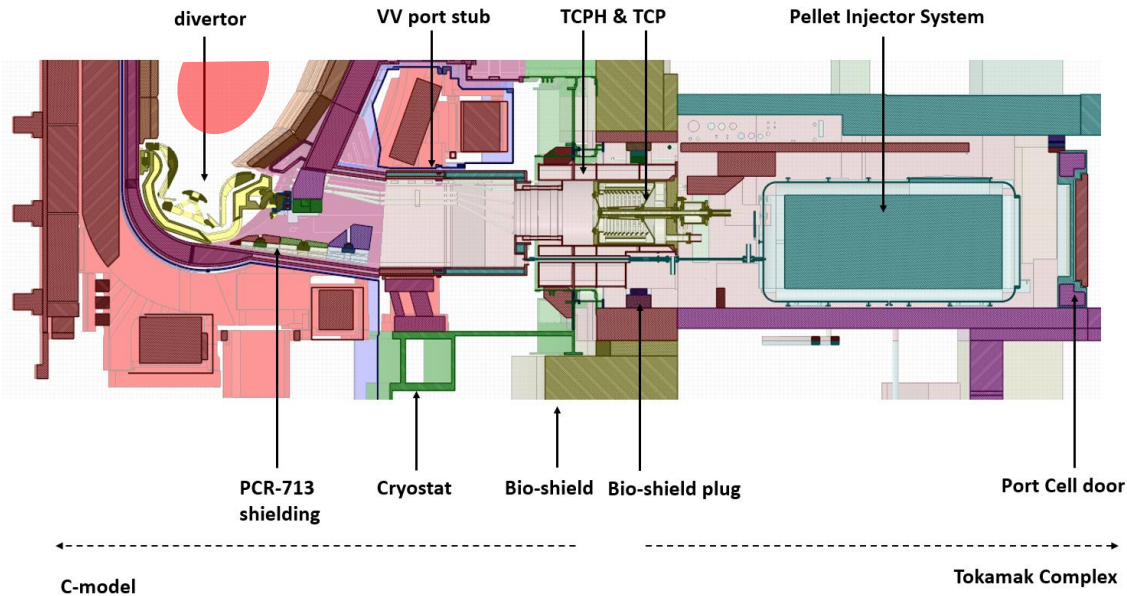 divertor
VV port stub
TCPH & TCP
Pellet Injector System
PCR-713
shielding
Cryostat
Bio-shield
Bio-shield plug
Port Cell door
C-model
Tokamak Complex